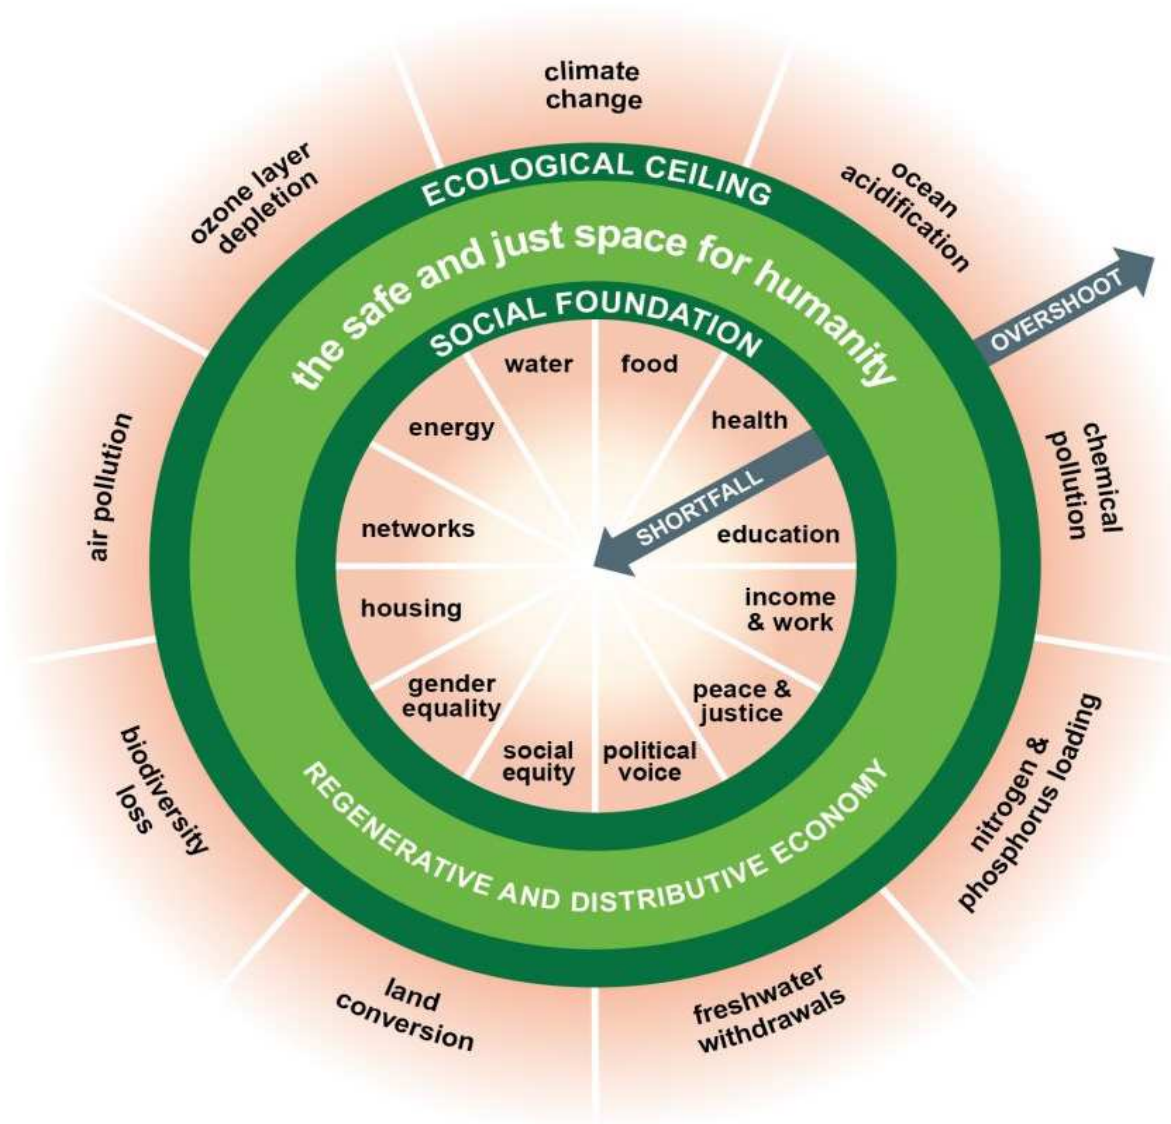 climate
change
ocean
acidification
OVERSHOOT
chemical
pollution
nitrogen &
phosphorus loading
freshwater
withdrawals
land
conversion
biodiversity
loss
air pollution
ozone layer
depletion
ECOLOGICAL CEILING
the safe and just space for humanity
SOCIAL FOUNDATION
water
food
health
SHORTFALL
education
income
& work
peace &
justice
political
voice
social
equity
gender
equality
housing
networks
energy
REGENERATIVE AND DISTRIBUTIVE ECONOMY